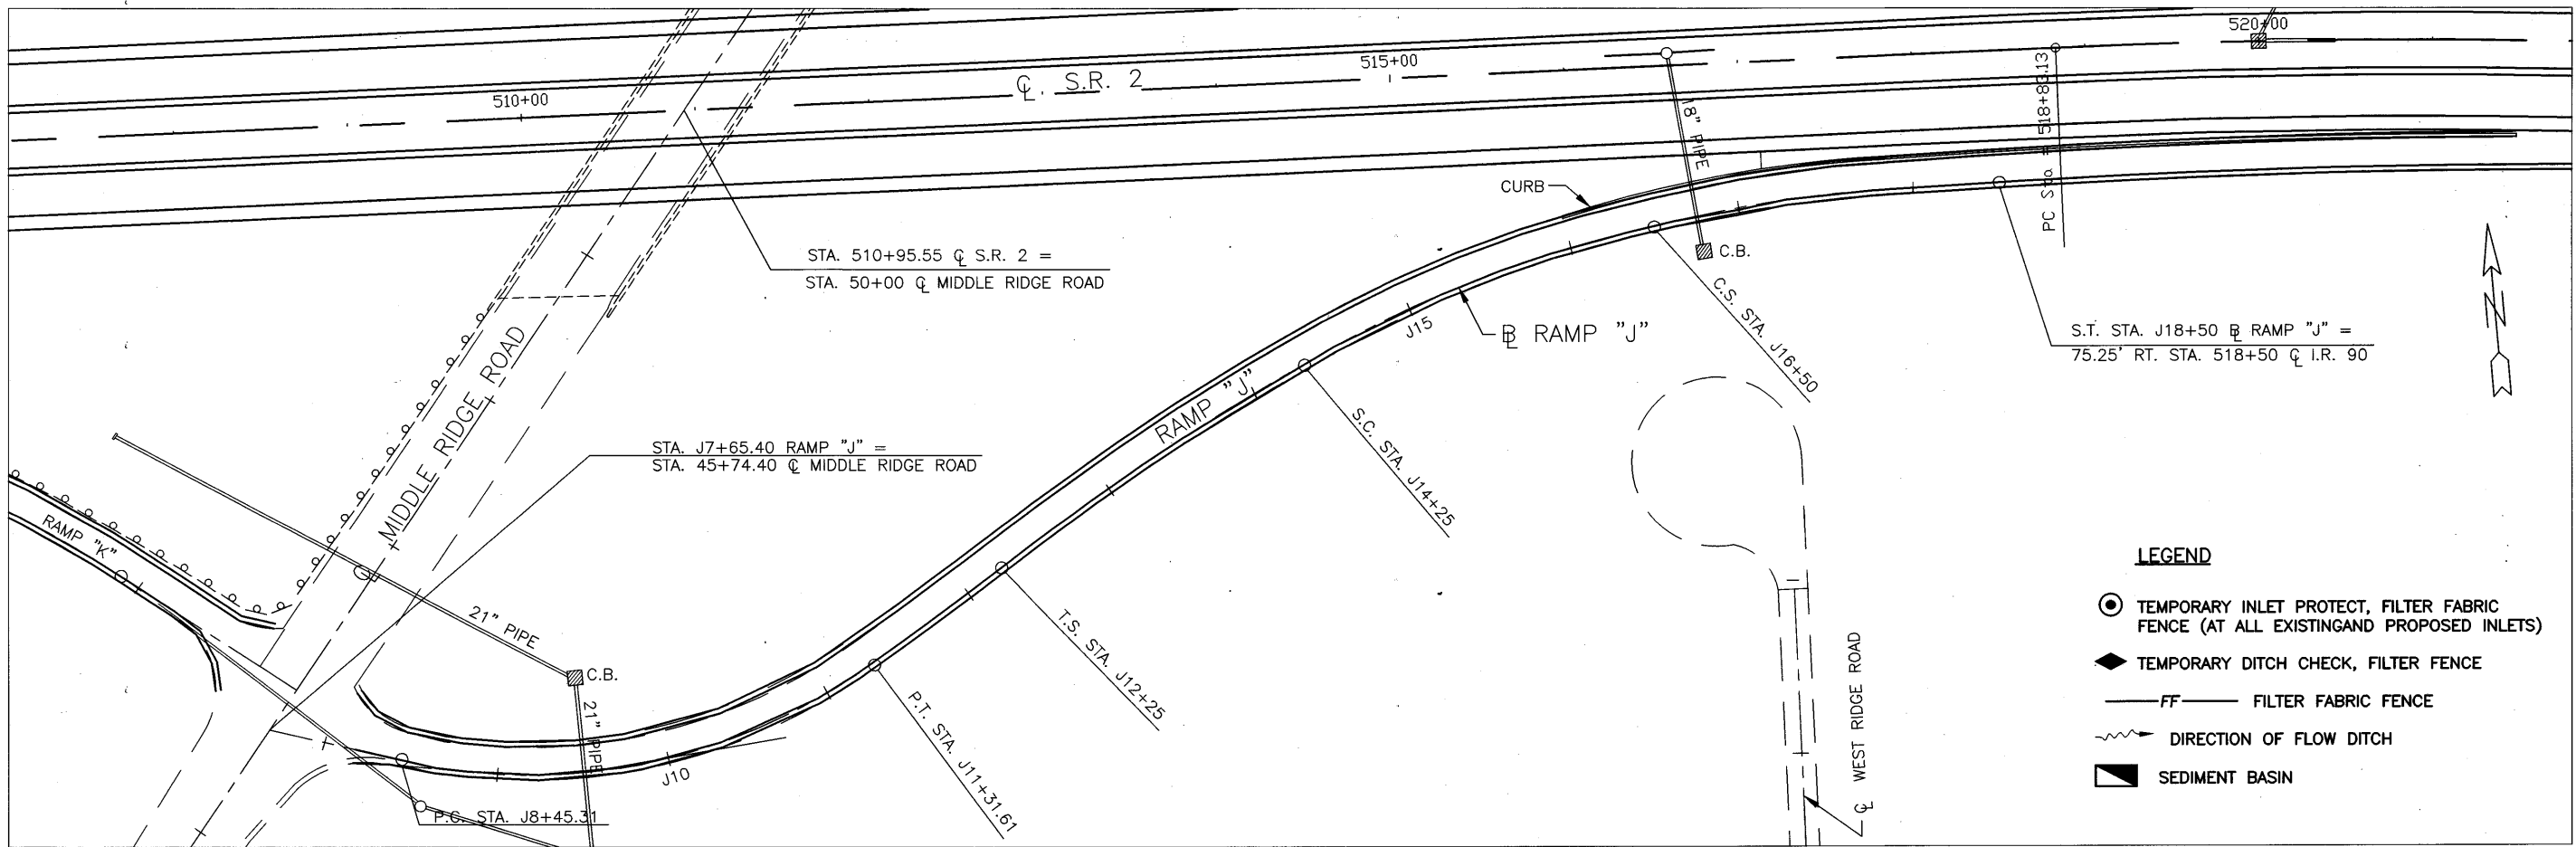 520+00
515+00
℄ S.R. 2
510+00
18" PIPE
PC Sta = 518+83.13
CURB
C.B.
STA. 510+95.55 ℄ S.R. 2 =
STA. 50+00 ℄ MIDDLE RIDGE ROAD
C.S. STA. J16+50
J15
B̲L RAMP "J"
S.T. STA. J18+50 B̲L RAMP "J" =
75.25' RT. STA. 518+50 ℄ I.R. 90
N
MIDDLE RIDGE ROAD
RAMP "J"
S.C. STA. J14+25
STA. J7+65.40 RAMP "J" =
STA. 45+74.40 ℄ MIDDLE RIDGE ROAD
RAMP "K"
21" PIPE
C.B.
21" PIPE
T.S. STA. J12+25
P.T. STA. J11+31.61
J10
P.C. STA. J8+45.31
℄ WEST RIDGE ROAD
LEGEND
TEMPORARY INLET PROTECT, FILTER FABRIC
FENCE (AT ALL EXISTINGAND PROPOSED INLETS)
TEMPORARY DITCH CHECK, FILTER FENCE
FF FILTER FABRIC FENCE
DIRECTION OF FLOW DITCH
SEDIMENT BASIN